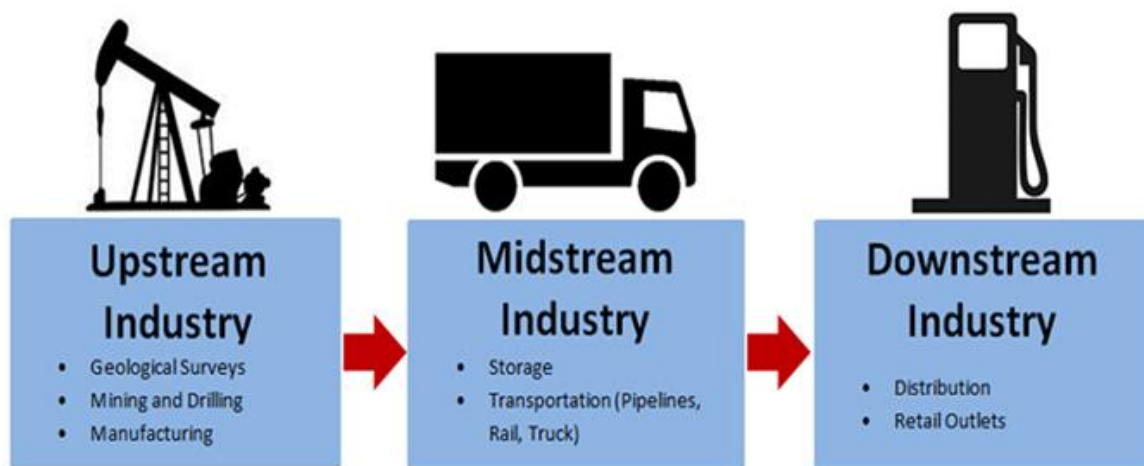 Upstream
Industry
• Geological Surveys
• Mining and Drilling
• Manufacturing
Midstream
Industry
• Storage
• Transportation (Pipelines,
Rail, Truck)
Downstream
Industry
• Distribution
• Retail Outlets